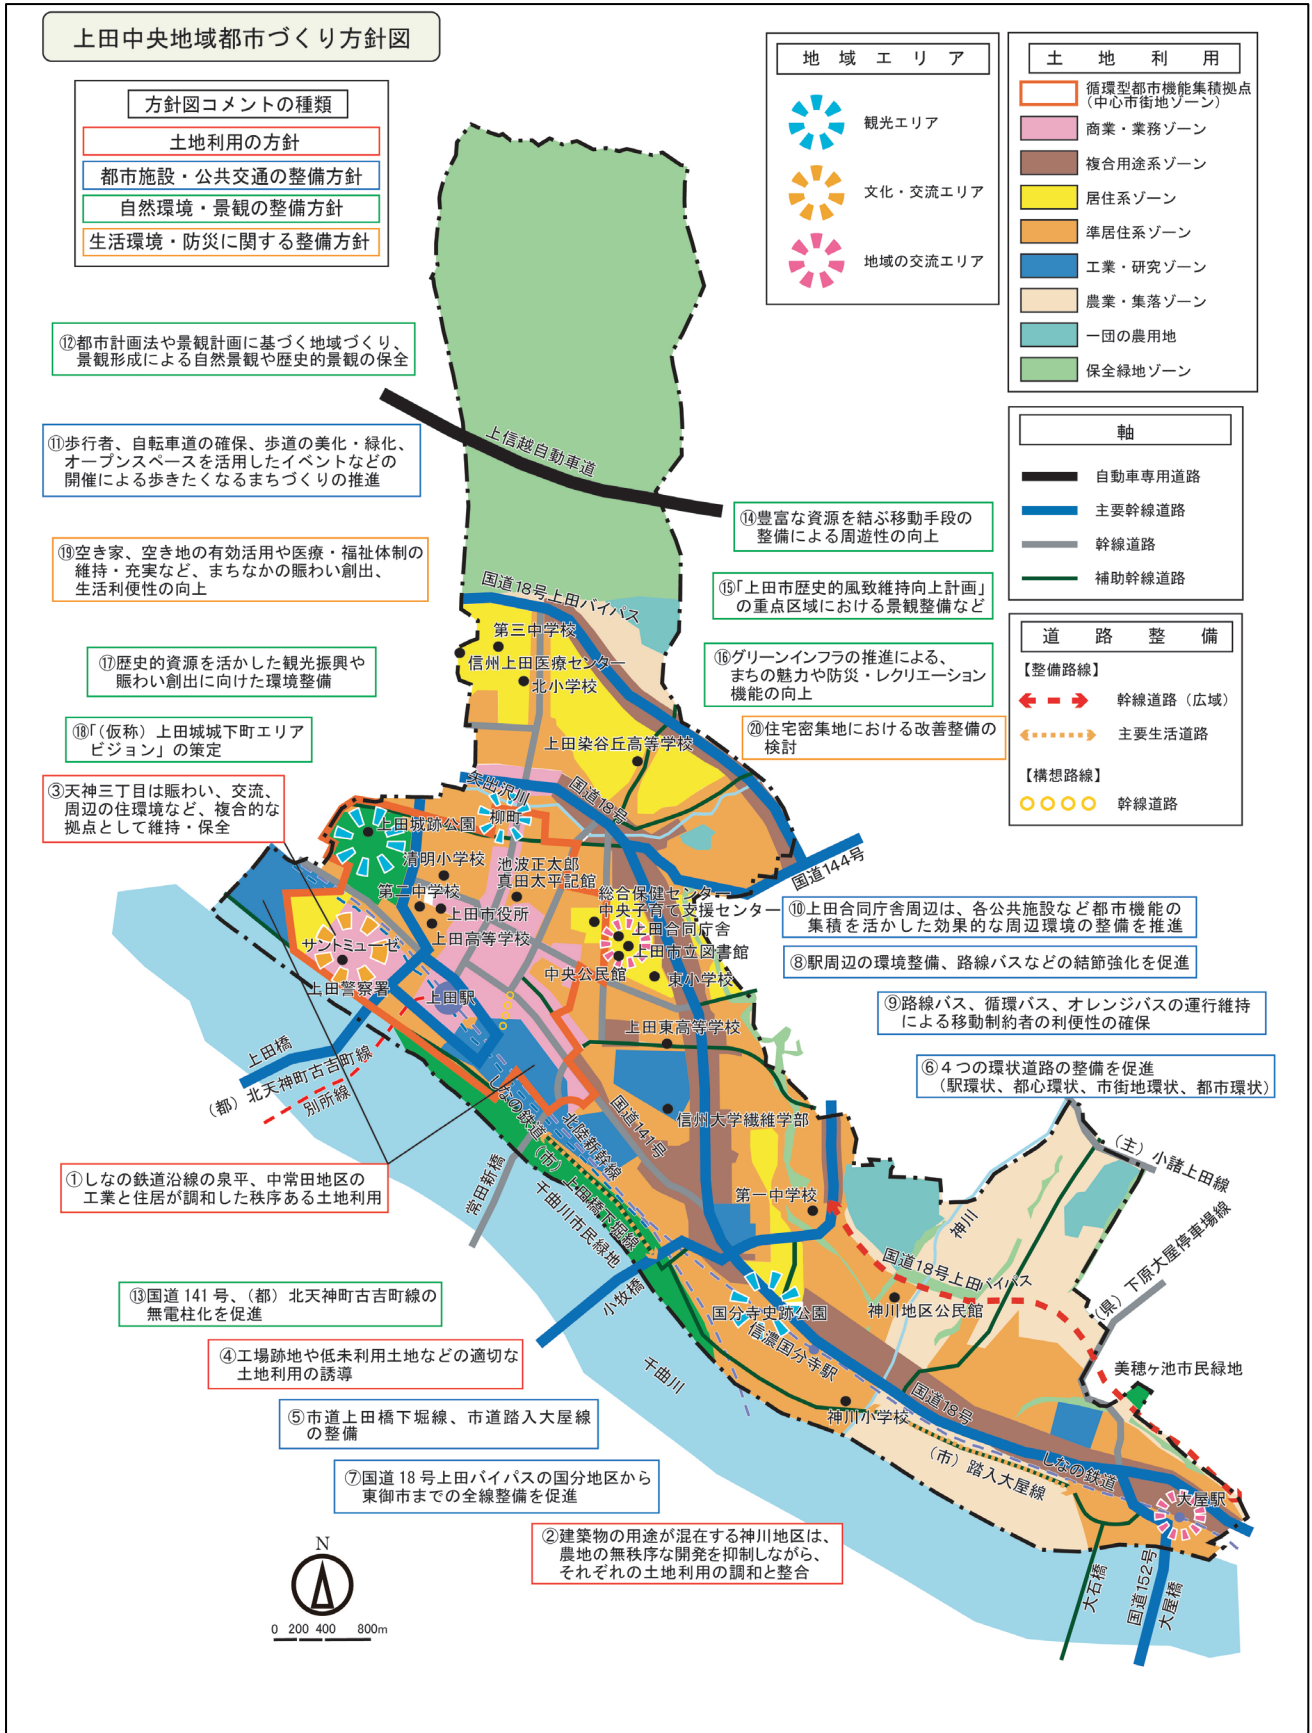 上田中央地域都市づくり方針図
方針図コメントの種類
土地利用の方針
都市施設・公共交通の整備方針
自然環境・景観の整備方針
生活環境・防災に関する整備方針
地域エリア
観光エリア
文化・交流エリア
地域の交流エリア
土地利用
循環型都市機能集積拠点
（中心市街地ゾーン）
商業・業務ゾーン
複合用途系ゾーン
居住系ゾーン
準居住系ゾーン
工業・研究ゾーン
農業・集落ゾーン
一団の農用地
保全緑地ゾーン
軸
自動車専用道路
主要幹線道路
幹線道路
補助幹線道路
道路整備
【整備路線】
幹線道路（広域）
主要生活道路
【構想路線】
幹線道路
⑫都市計画法や景観計画に基づく地域づくり、
景観形成による自然景観や歴史的景観の保全
⑪歩行者、自転車道の確保、歩道の美化・緑化、
オープンスペースを活用したイベントなどの
開催による歩きたくなるまちづくりの推進
⑲空き家、空き地の有効活用や医療・福祉体制の
維持・充実など、まちなかの賑わい創出、
生活利便性の向上
⑰歴史的資源を活かした観光振興や
賑わい創出に向けた環境整備
⑱「（仮称）上田城城下町エリア
ビジョン」の策定
③天神三丁目は賑わい、交流、
周辺の住環境など、複合的な
拠点として維持・保全
⑭豊富な資源を結ぶ移動手段の
整備による周遊性の向上
⑮「上田市歴史的風致維持向上計画」
の重点区域における景観整備など
⑯グリーンインフラの推進による、
まちの魅力や防災・レクリエーション
機能の向上
⑳住宅密集地における改善整備の
検討
⑩上田合同庁舎周辺は、各公共施設など都市機能の
集積を活かした効果的な周辺環境の整備を推進
⑧駅周辺の環境整備、路線バスなどの結節強化を促進
⑨路線バス、循環バス、オレンジバスの運行維持
による移動制約者の利便性の確保
⑥４つの環状道路の整備を促進
（駅環状、都心環状、市街地環状、都市環状）
①しなの鉄道沿線の泉平、中常田地区の
工業と住居が調和した秩序ある土地利用
⑬国道 141 号、（都）北天神町古吉町線の
無電柱化を促進
④工場跡地や低未利用土地などの適切な
土地利用の誘導
⑤市道上田橋下堀線、市道踏入大屋線
の整備
⑦国道 18 号上田バイパスの国分地区から
東御市までの全線整備を促進
②建築物の用途が混在する神川地区は、
農地の無秩序な開発を抑制しながら、
それぞれの土地利用の調和と整合
上信越自動車道
国道18号上田バイパス
第三中学校
信州上田医療センター
北小学校
上田染谷丘高等学校
矢出沢川
国道18号
柳町
上田城跡公園
清明小学校
池波正太郎
真田太平記館
国道144号
第二中学校
上田市役所
上田高等学校
総合保健センター
中央子育て支援センター
上田合同庁舎
上田市立図書館
サントミューゼ
中央公民館
東小学校
上田警察署
上田駅
上田東高等学校
上田橋
（都）北天神町古吉町線
別所線
しなの鉄道
北陸新幹線
国道141号
信州大学繊維学部
（市）上田橋下堀線
千曲川市民緑地
常田新橋
第一中学校
（主）小諸上田線
神川
国道18号上田バイパス
（県）下原大屋停車場線
小牧橋
国分寺史跡公園
信濃国分寺駅
神川地区公民館
千曲川
美穂ヶ池市民緑地
国道18号
神川小学校
（市）踏入大屋線
しなの鉄道
大屋駅
大石橋
国道152号
大屋橋
N
0 200 400 800m